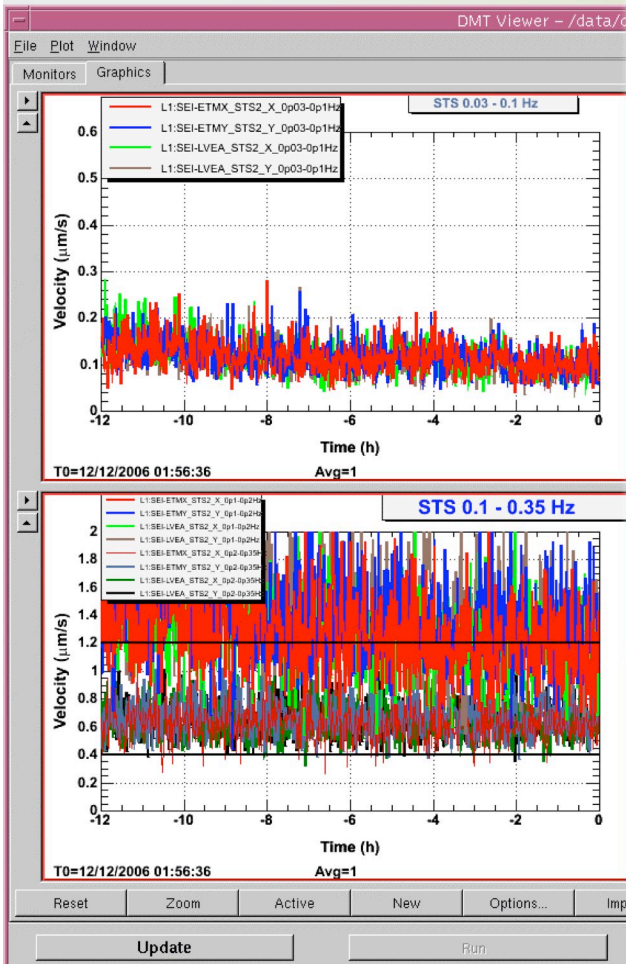 DMT Viewer – /data/
File Plot Window
Monitors Graphics
STS 0.03 - 0.1 Hz
L1:SEI-ETMX_STS2_X_0p03-0p1Hz
L1:SEI-ETMY_STS2_Y_0p03-0p1Hz
L1:SEI-LVEA_STS2_X_0p03-0p1Hz
L1:SEI-LVEA_STS2_Y_0p03-0p1Hz
Velocity (μm/s)
0.6
0.5
0.4
0.3
0.2
0.1
0
-12 -10 -8 -6 -4 -2 0
Time (h)
T0=12/12/2006 01:56:36 Avg=1
STS 0.1 - 0.35 Hz
L1:SEI-ETMX_STS2_X_0p1-0p2Hz
L1:SEI-ETMY_STS2_Y_0p1-0p2Hz
L1:SEI-LVEA_STS2_X_0p1-0p2Hz
L1:SEI-LVEA_STS2_Y_0p1-0p2Hz
L1:SEI-ETMX_STS2_X_0p2-0p35H
L1:SEI-ETMY_STS2_Y_0p2-0p35H
L1:SEI-LVEA_STS2_X_0p2-0p35H
L1:SEI-LVEA_STS2_Y_0p2-0p35H
Velocity (μm/s)
2
1.8
1.6
1.4
1.2
1
0.8
0.6
0.4
0.2
0
-12 -10 -8 -6 -4 -2 0
Time (h)
T0=12/12/2006 01:56:36 Avg=1
Reset Zoom Active New Options... Imp
Update Run